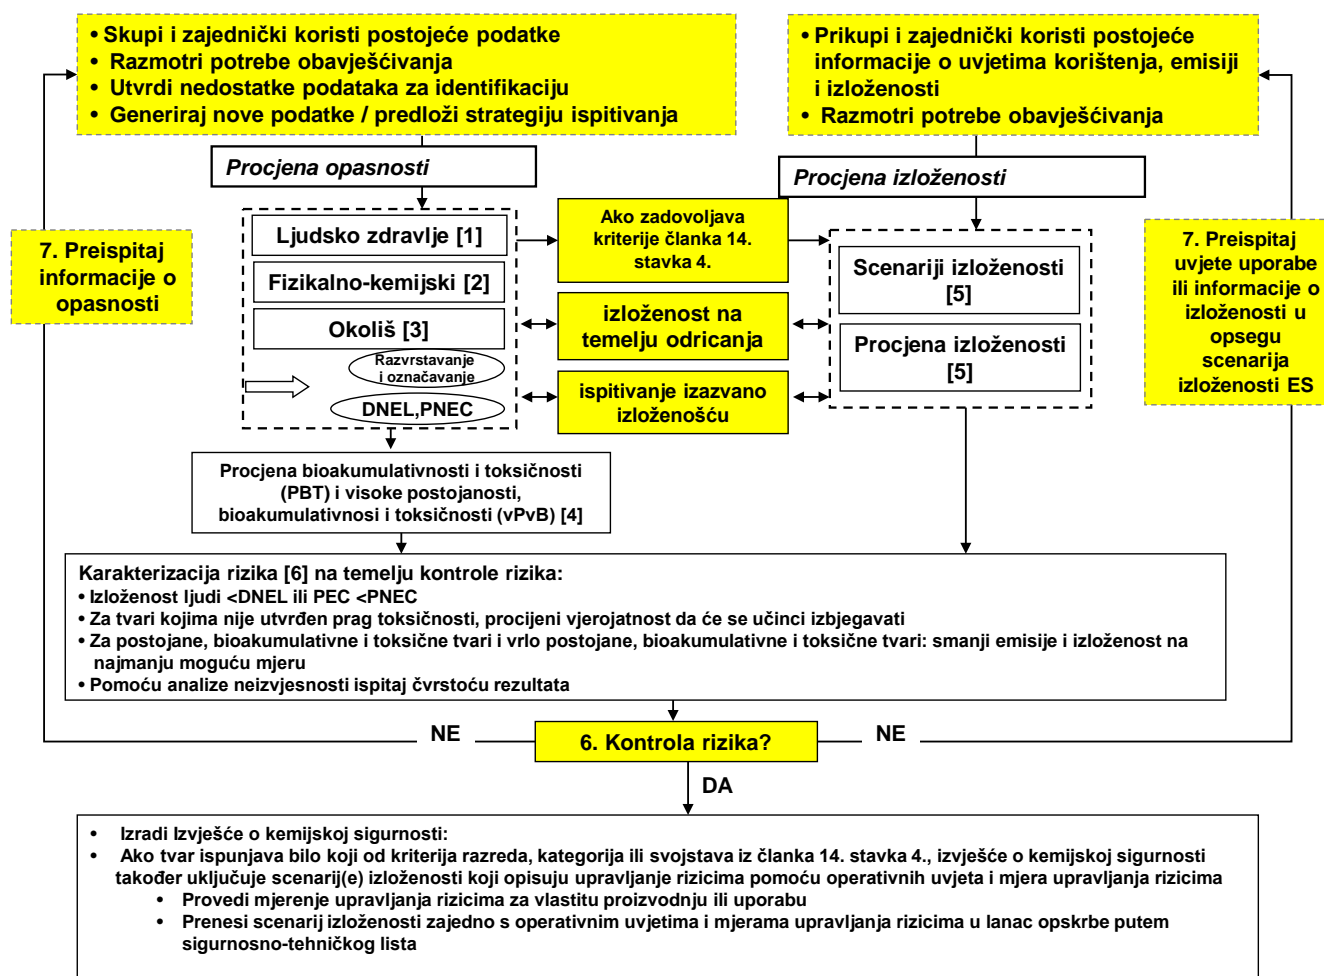 • Skupi i zajednički koristi postojeće podatke
• Razmotri potrebe obavješćivanja
• Utvrdi nedostatke podataka za identifikaciju
• Generiraj nove podatke / predloži strategiju ispitivanja
• Prikupi i zajednički koristi postojeće
informacije o uvjetima korištenja, emisiji
i izloženosti
• Razmotri potrebe obavješćivanja
Procjena opasnosti
Procjena izloženosti
7. Preispitaj
informacije o
opasnosti
Ljudsko zdravlje [1]
Fizikalno-kemijski [2]
Okoliš [3]
Razvrstavanje
i označavanje
DNEL,PNEC
Ako zadovoljava
kriterije članka 14.
stavka 4.
izloženost na
temelju odricanja
ispitivanje izazvano
izloženošću
Scenariji izloženosti
[5]
Procjena izloženosti
[5]
7. Preispitaj
uvjete uporabe
ili informacije o
izloženosti u
opsegu
scenarija
izloženosti ES
Procjena bioakumulativnosti i toksičnosti
(PBT) i visoke postojanosti,
bioakumulativnosi i toksičnosti (vPvB) [4]
Karakterizacija rizika [6] na temelju kontrole rizika:
• Izloženost ljudi <DNEL ili PEC <PNEC
• Za tvari kojima nije utvrđen prag toksičnosti, procijeni vjerojatnost da će se učinci izbjegavati
• Za postojane, bioakumulativne i toksične tvari i vrlo postojane, bioakumulativne i toksične tvari: smanji emisije i izloženost na
najmanju moguću mjeru
• Pomoću analize neizvjesnosti ispitaj čvrstoću rezultata
NE
6. Kontrola rizika?
NE
DA
• Izradi Izvješće o kemijskoj sigurnosti:
• Ako tvar ispunjava bilo koji od kriterija razreda, kategorija ili svojstava iz članka 14. stavka 4., izvješće o kemijskoj sigurnosti
također uključuje scenarij(e) izloženosti koji opisuju upravljanje rizicima pomoću operativnih uvjeta i mjera upravljanja rizicima
• Provedi mjerenje upravljanja rizicima za vlastitu proizvodnju ili uporabu
• Prenesi scenarij izloženosti zajedno s operativnim uvjetima i mjerama upravljanja rizicima u lanac opskrbe putem
sigurnosno-tehničkog lista